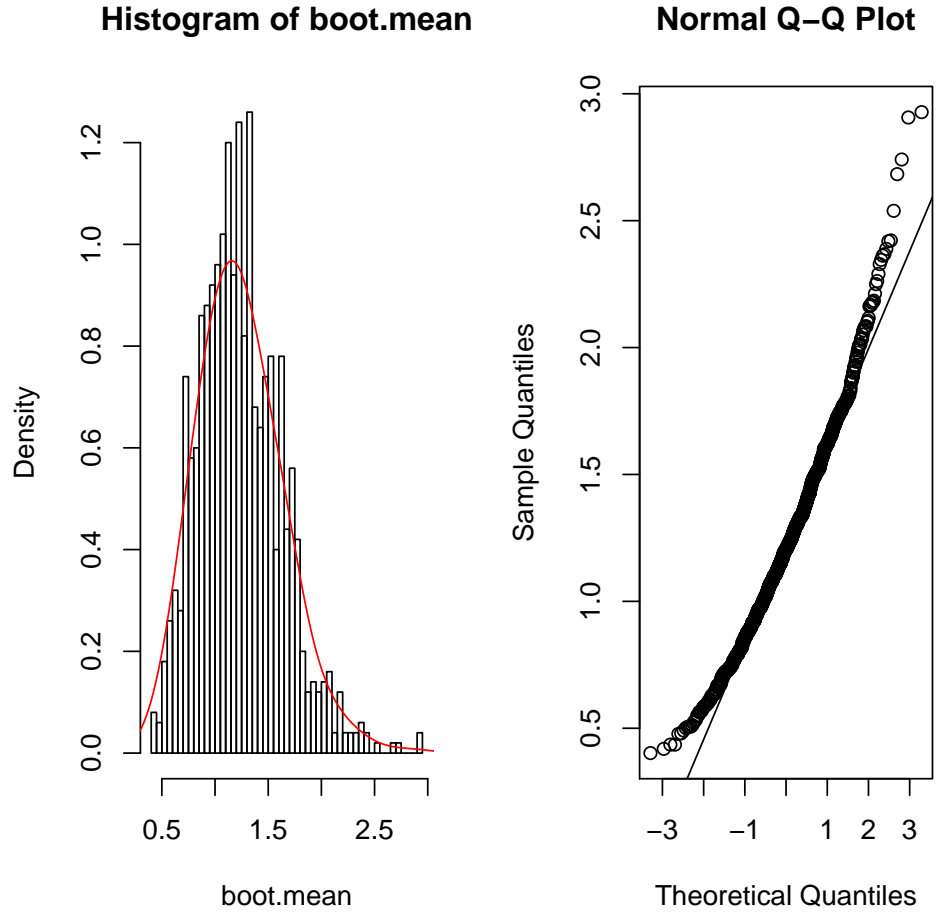 Histogram of boot.mean
Density
0.0 0.2 0.4 0.6 0.8 1.0 1.2
0.5 1.5 2.5
boot.mean
Normal Q−Q Plot
Sample Quantiles
0.5 1.0 1.5 2.0 2.5 3.0
−3 −1 1 2 3
Theoretical Quantiles